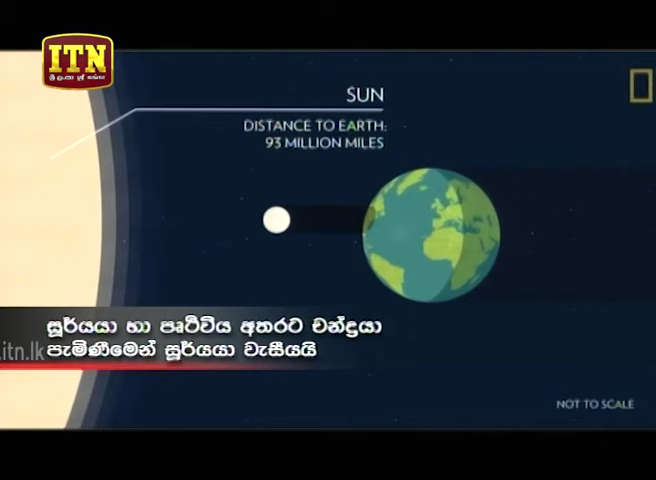 ITN
ශ්‍රී ලංකා
SUN
DISTANCE TO EARTH:
93 MILLION MILES
සූර්යයා හා පෘථිවිය අතරට චන්ද්‍රයා
.itn.lk
පැමිණීමෙන් සූර්යයා වැසීයයි
NOT TO SCALE